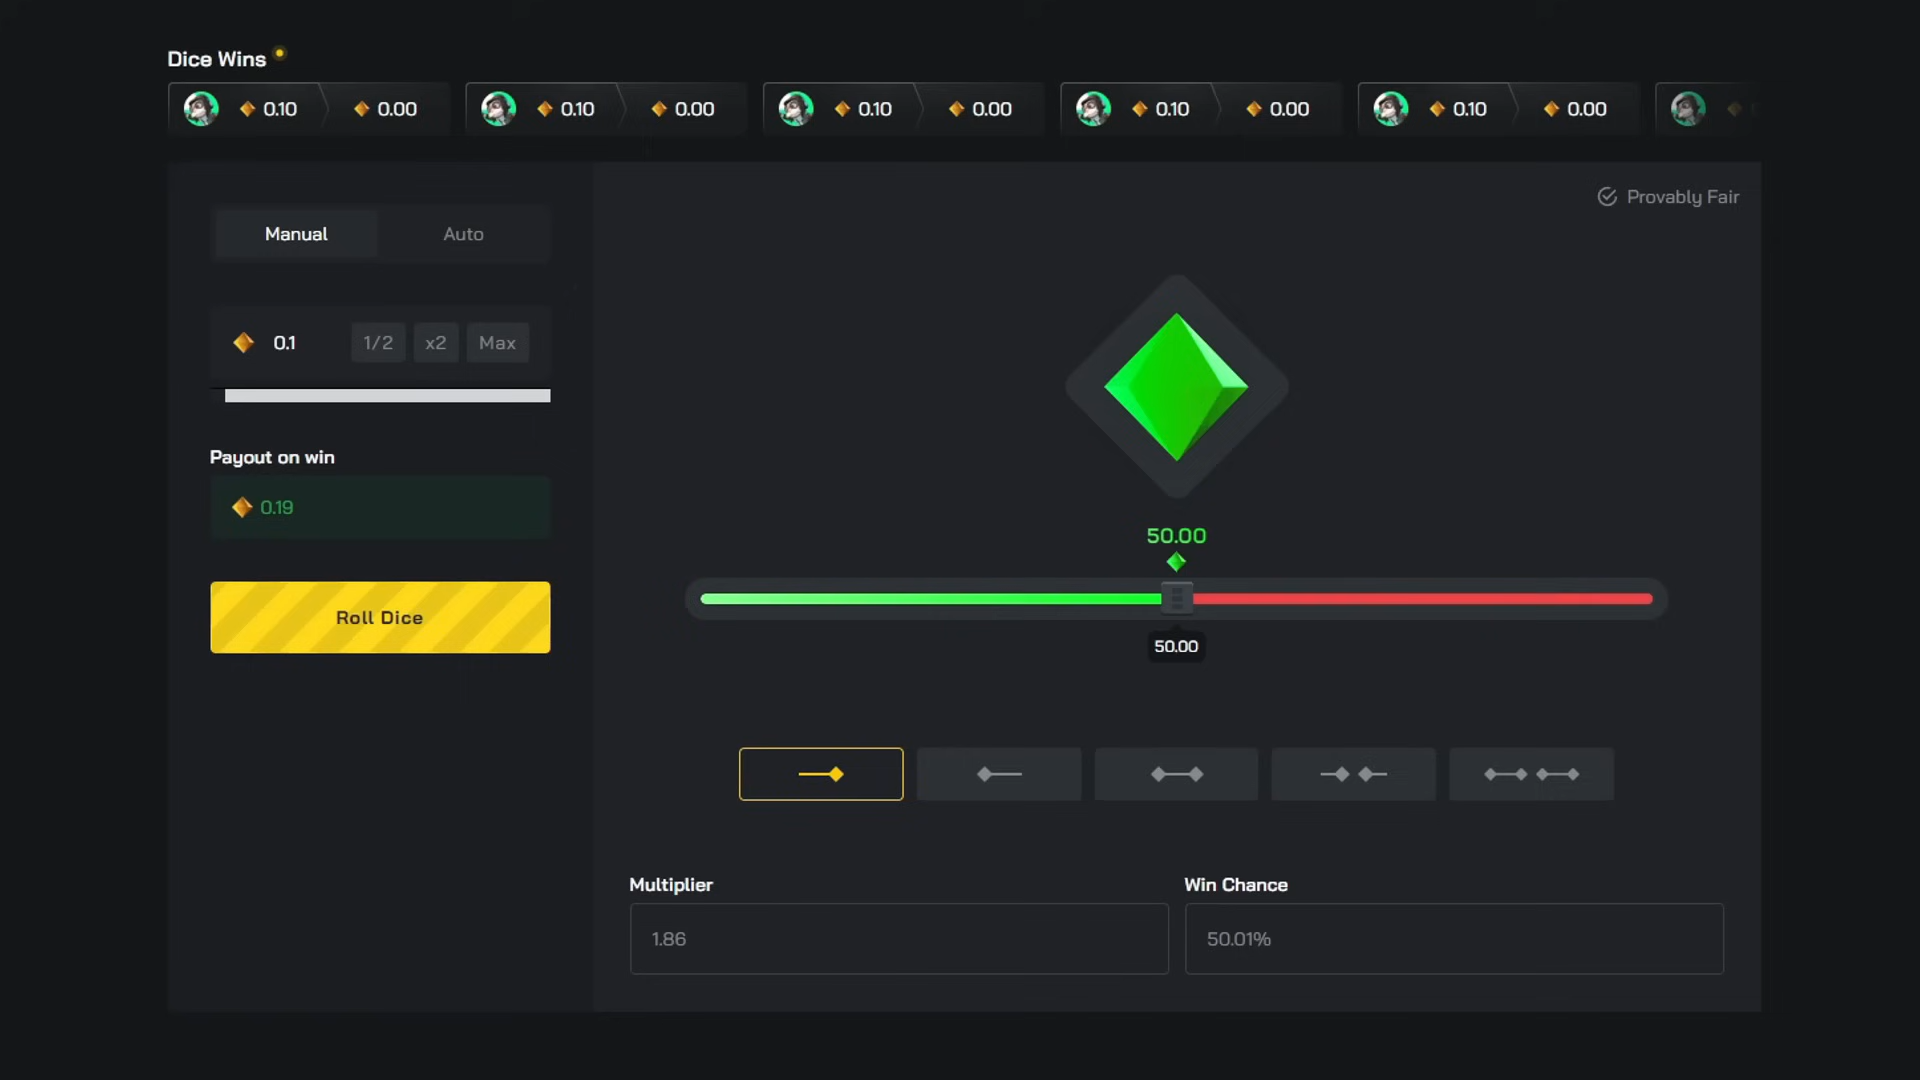 Dice Wins
0.10 0.00 0.10 0.00 0.10 0.00 0.10 0.00 0.10 0.00
Provably Fair
Manual Auto
0.1 1/2 x2 Max
Payout on win
0.19
50.00
Roll Dice
50.00
Multiplier Win Chance
1.86 50.01%